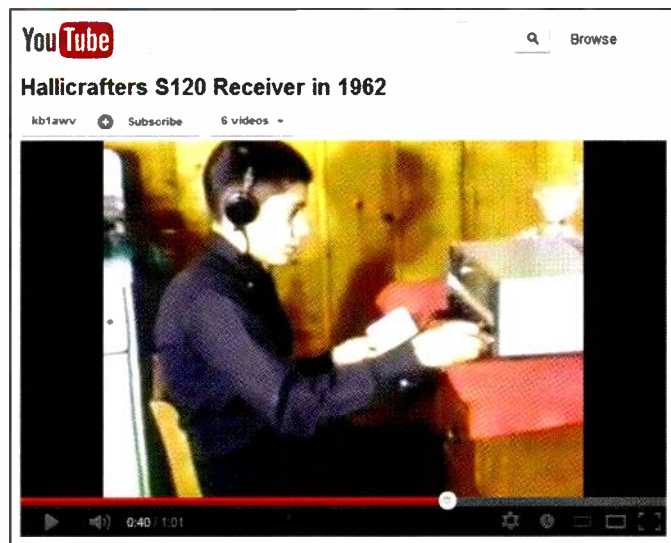 YouTube Browse
Hallicrafters S120 Receiver in 1962
kb1awv Subscribe 6 videos
0:40 / 1:01